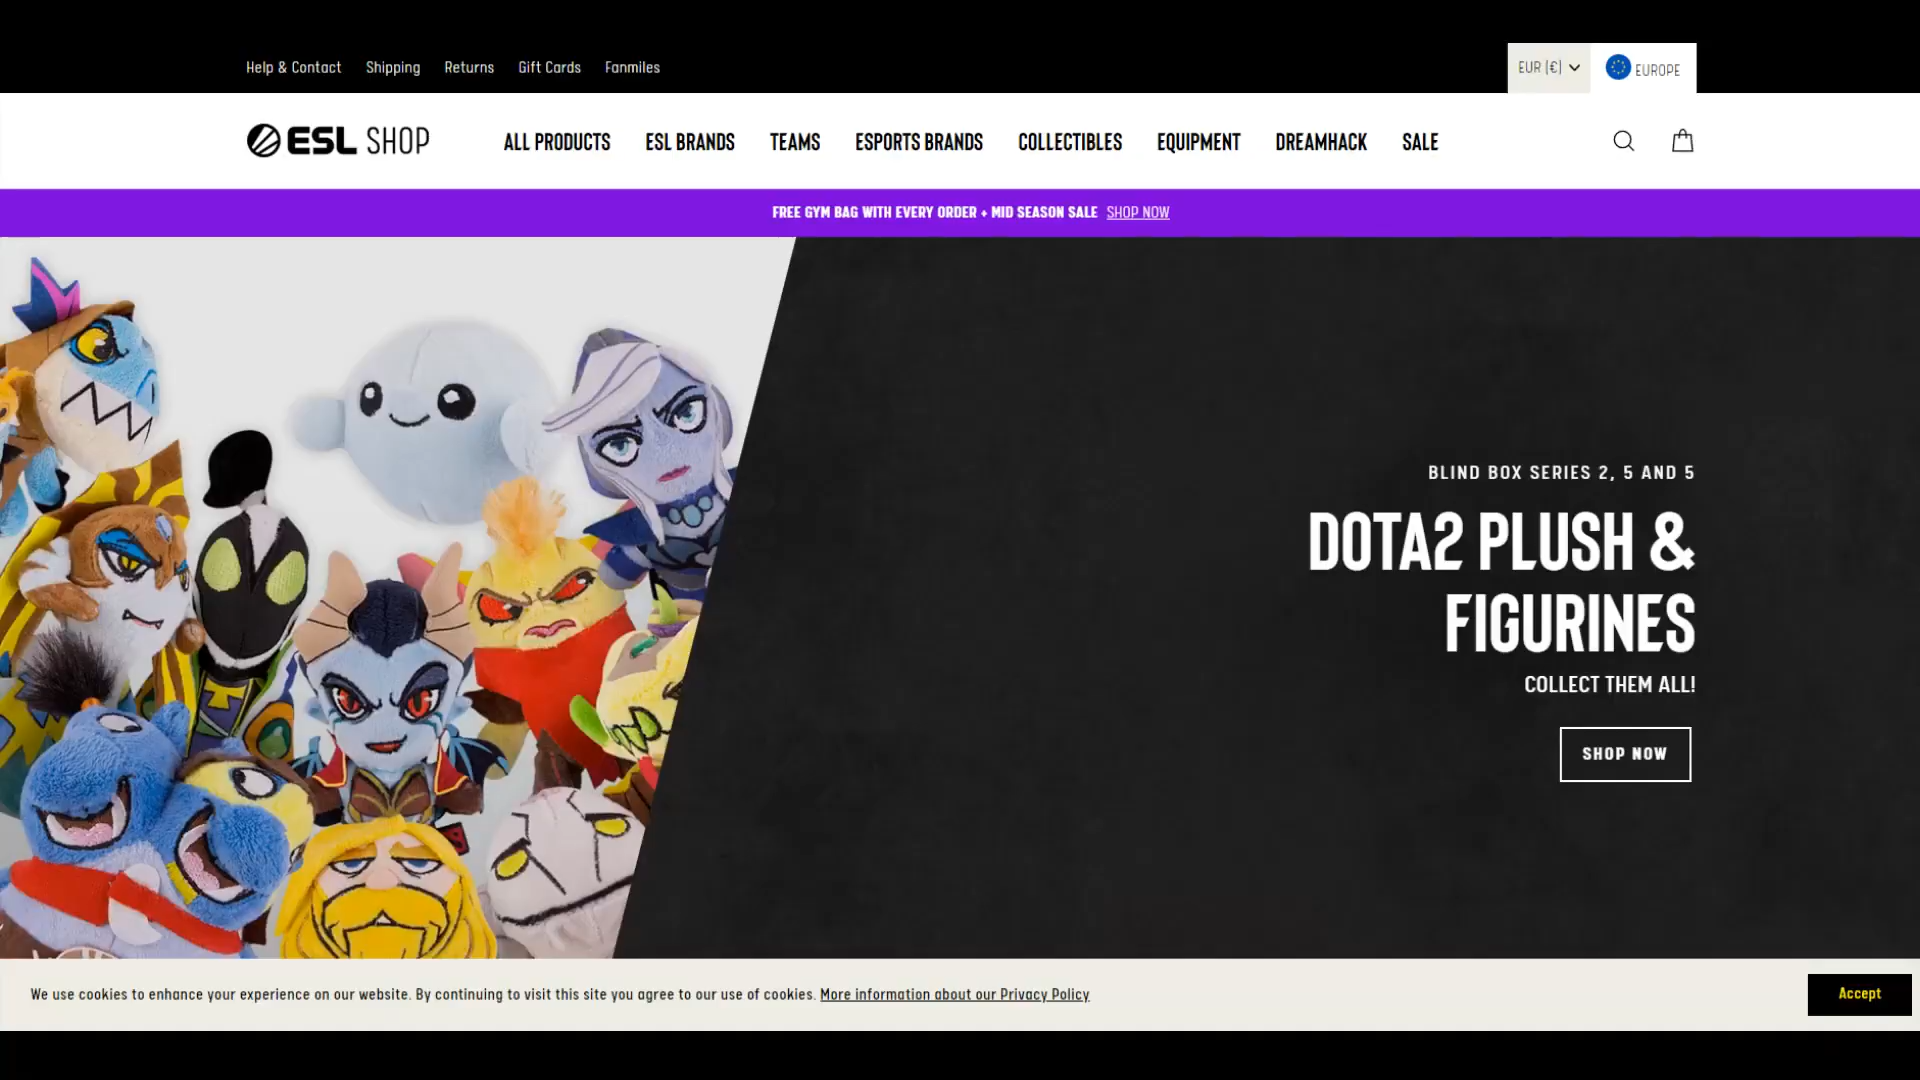 Help & Contact Shipping Returns Gift Cards Fanmiles EUR (€) EUROPE
ESL SHOP ALL PRODUCTS ESL BRANDS TEAMS ESPORTS BRANDS COLLECTIBLES EQUIPMENT DREAMHACK SALE
FREE GYM BAG WITH EVERY ORDER + MID SEASON SALE SHOP NOW
BLIND BOX SERIES 2, 5 AND 5
DOTA2 PLUSH &
FIGURINES
COLLECT THEM ALL!
SHOP NOW
We use cookies to enhance your experience on our website. By continuing to visit this site you agree to our use of cookies. More information about our Privacy Policy Accept